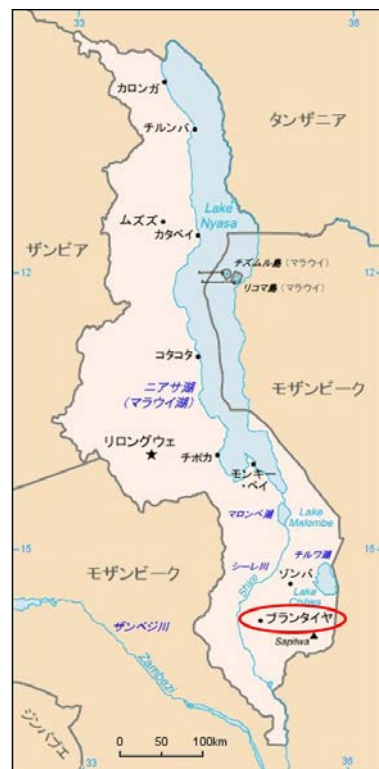 33
36
カロンガ
タンザニア
チルンバ
Lake
Nyasa
ムズズ
カタベイ
ザンビア
チズムル島(マラウイ)
12
12
リコマ島(マラウイ)
コタコタ
ニアサ湖
(マラウイ湖)
モザンビーク
リロングウェ
チポカ
モンキー
・ベイ
マロンベ湖
Lake
Malombe
15
15
シーレ川
チルワ湖
モザンビーク
ゾンバ
Shire
Lake
Chilwa
ブランタイヤ
ザンベジ川
Sapitwa
Zambezi
ジンバブエ
0 50 100km
33
36